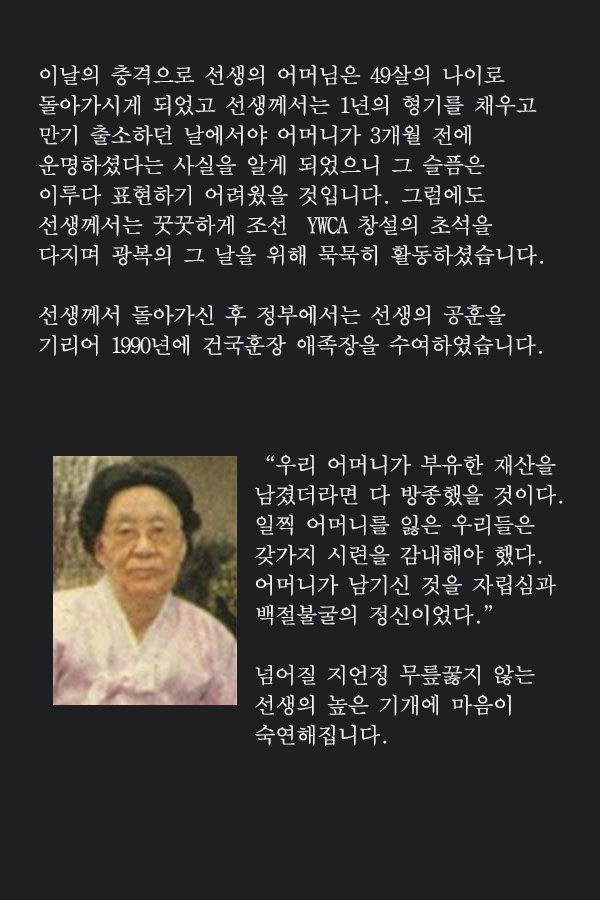 이날의 충격으로 선생의 어머님은 49살의 나이로
돌아가시게 되었고 선생께서는 1년의 형기를 채우고
만기 출소하던 날에서야 어머니가 3개월 전에
운명하셨다는 사실을 알게 되었으니 그 슬픔은
이루다 표현하기 어려웠을 것입니다. 그럼에도
선생께서는 꿋꿋하게 조선 YWCA 창설의 초석을
다지며 광복의 그 날을 위해 묵묵히 활동하셨습니다.
선생께서 돌아가신 후 정부에서는 선생의 공훈을
기리어 1990년에 건국훈장 애족장을 수여하였습니다.
“우리 어머니가 부유한 재산을
남겼더라면 다 방종했을 것이다.
일찍 어머니를 잃은 우리들은
갖가지 시련을 감내해야 했다.
어머니가 남기신 것을 자립심과
백절불굴의 정신이었다.”
넘어질 지언정 무릎꿇지 않는
선생의 높은 기개에 마음이
숙연해집니다.